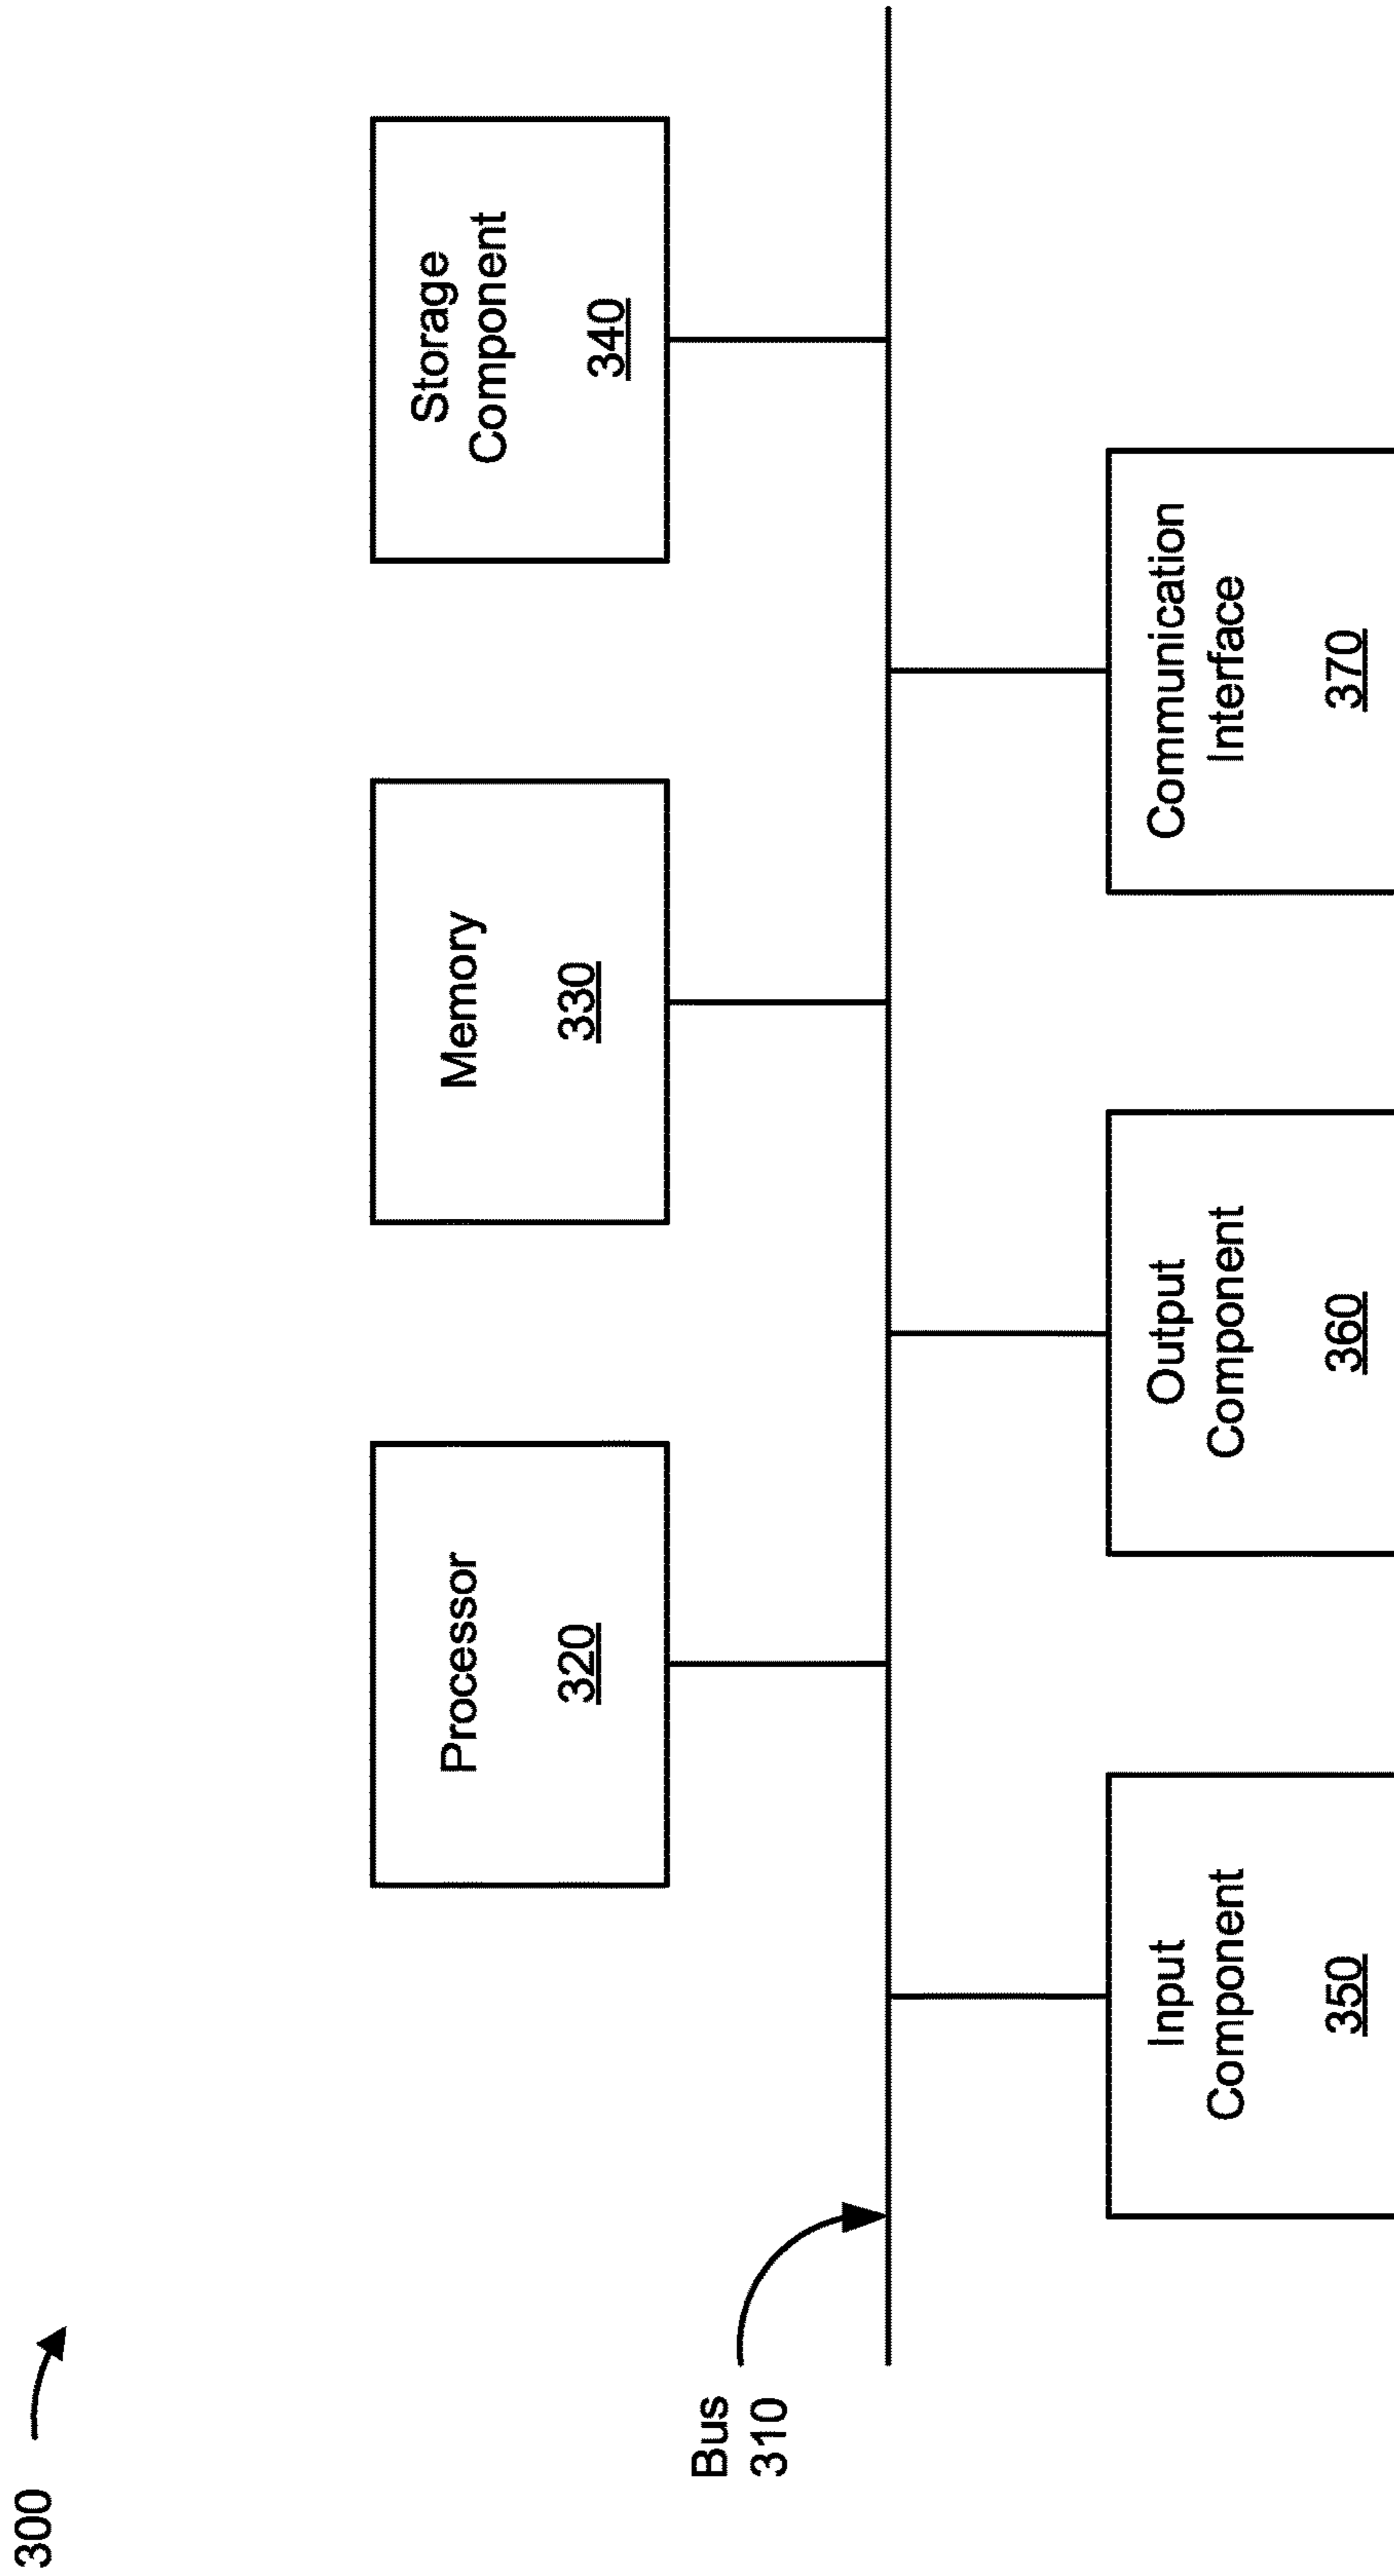 300
Processor
320
Memory
330
Storage
Component
340
Bus
310
Input
Component
350
Output
Component
360
Communication
Interface
370